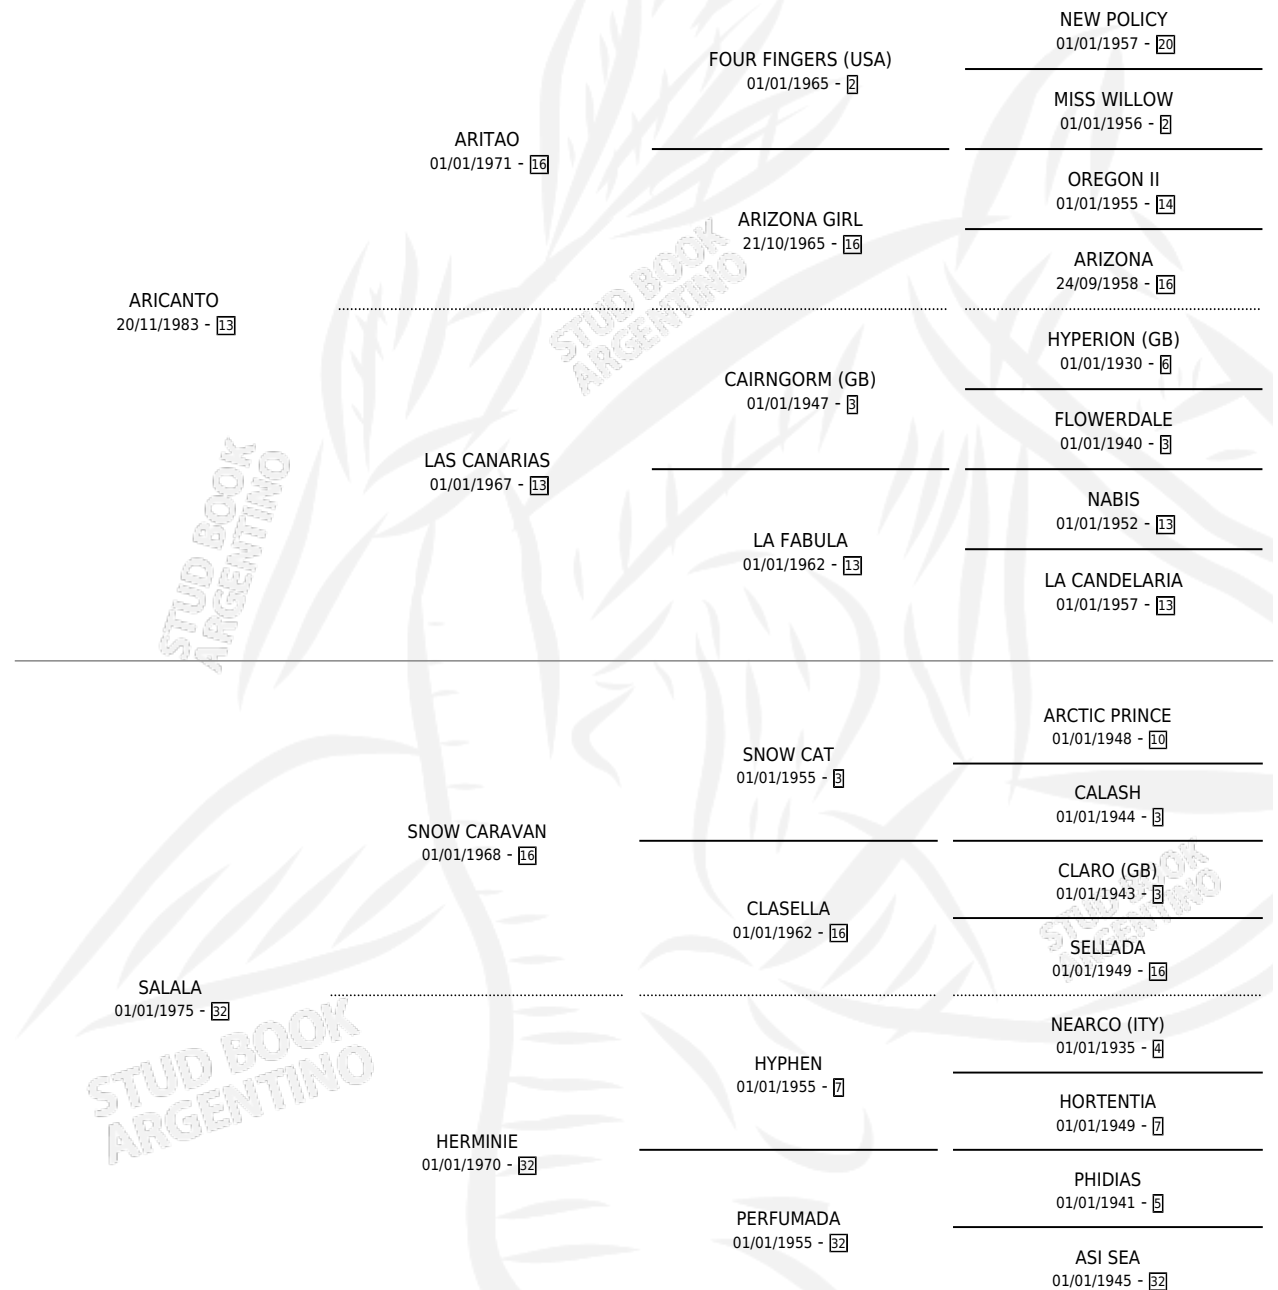 NEW POLICY
01/01/1957 - 20
FOUR FINGERS (USA)
01/01/1965 - 2
MISS WILLOW
01/01/1956 - 2
ARITAO
01/01/1971 - 16
OREGON II
01/01/1955 - 14
ARIZONA GIRL
21/10/1965 - 16
ARIZONA
24/09/1958 - 16
ARICANTO
20/11/1983 - 13
HYPERION (GB)
01/01/1930 - 6
CAIRNGORM (GB)
01/01/1947 - 3
FLOWERDALE
01/01/1940 - 3
LAS CANARIAS
01/01/1967 - 13
NABIS
01/01/1952 - 13
LA FABULA
01/01/1962 - 13
LA CANDELARIA
01/01/1957 - 13
STUD BOOK
ARGENTINO
STUD BOOK
ARGENTINO
ARCTIC PRINCE
01/01/1948 - 10
SNOW CAT
01/01/1955 - 3
CALASH
01/01/1944 - 3
SNOW CARAVAN
01/01/1968 - 16
CLARO (GB)
01/01/1943 - 3
CLASELLA
01/01/1962 - 16
SELLADA
01/01/1949 - 16
SALALA
01/01/1975 - 32
NEARCO (ITY)
01/01/1935 - 4
HYPHEN
01/01/1955 - 7
HORTENTIA
01/01/1949 - 7
HERMINIE
01/01/1970 - 32
PHIDIAS
01/01/1941 - 5
PERFUMADA
01/01/1955 - 32
ASI SEA
01/01/1945 - 32
STUD BOOK
ARGENTINO
STUD BOOK
ARGENTINO